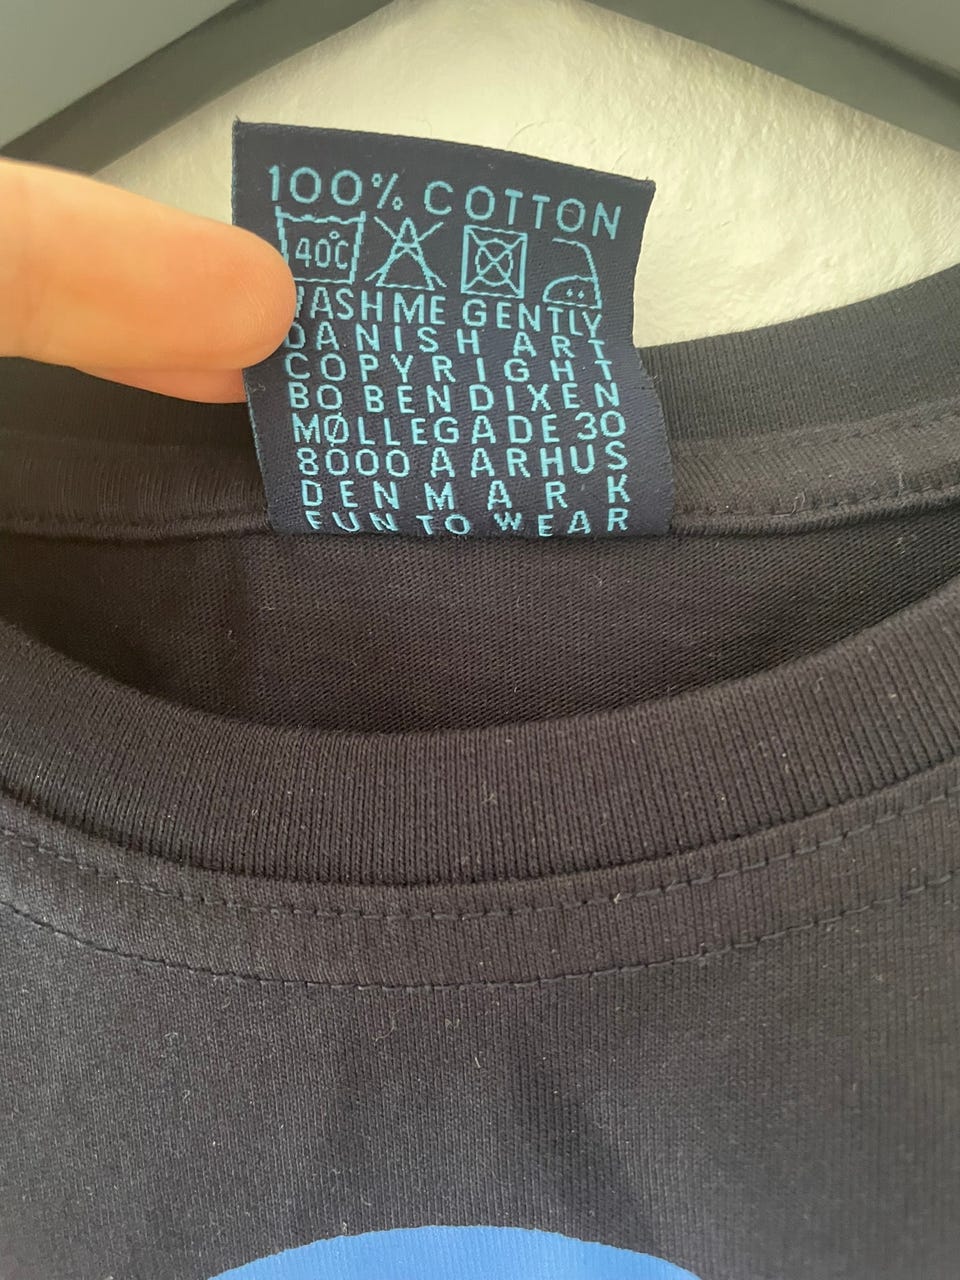 100% COTTON
40°C
WASH ME GENTLY
DANISH ART
COPYRIGHT
BO BENDIXEN
MØLLEGADE 30
8000 AARHUS
DENMARK
FUN TO WEAR